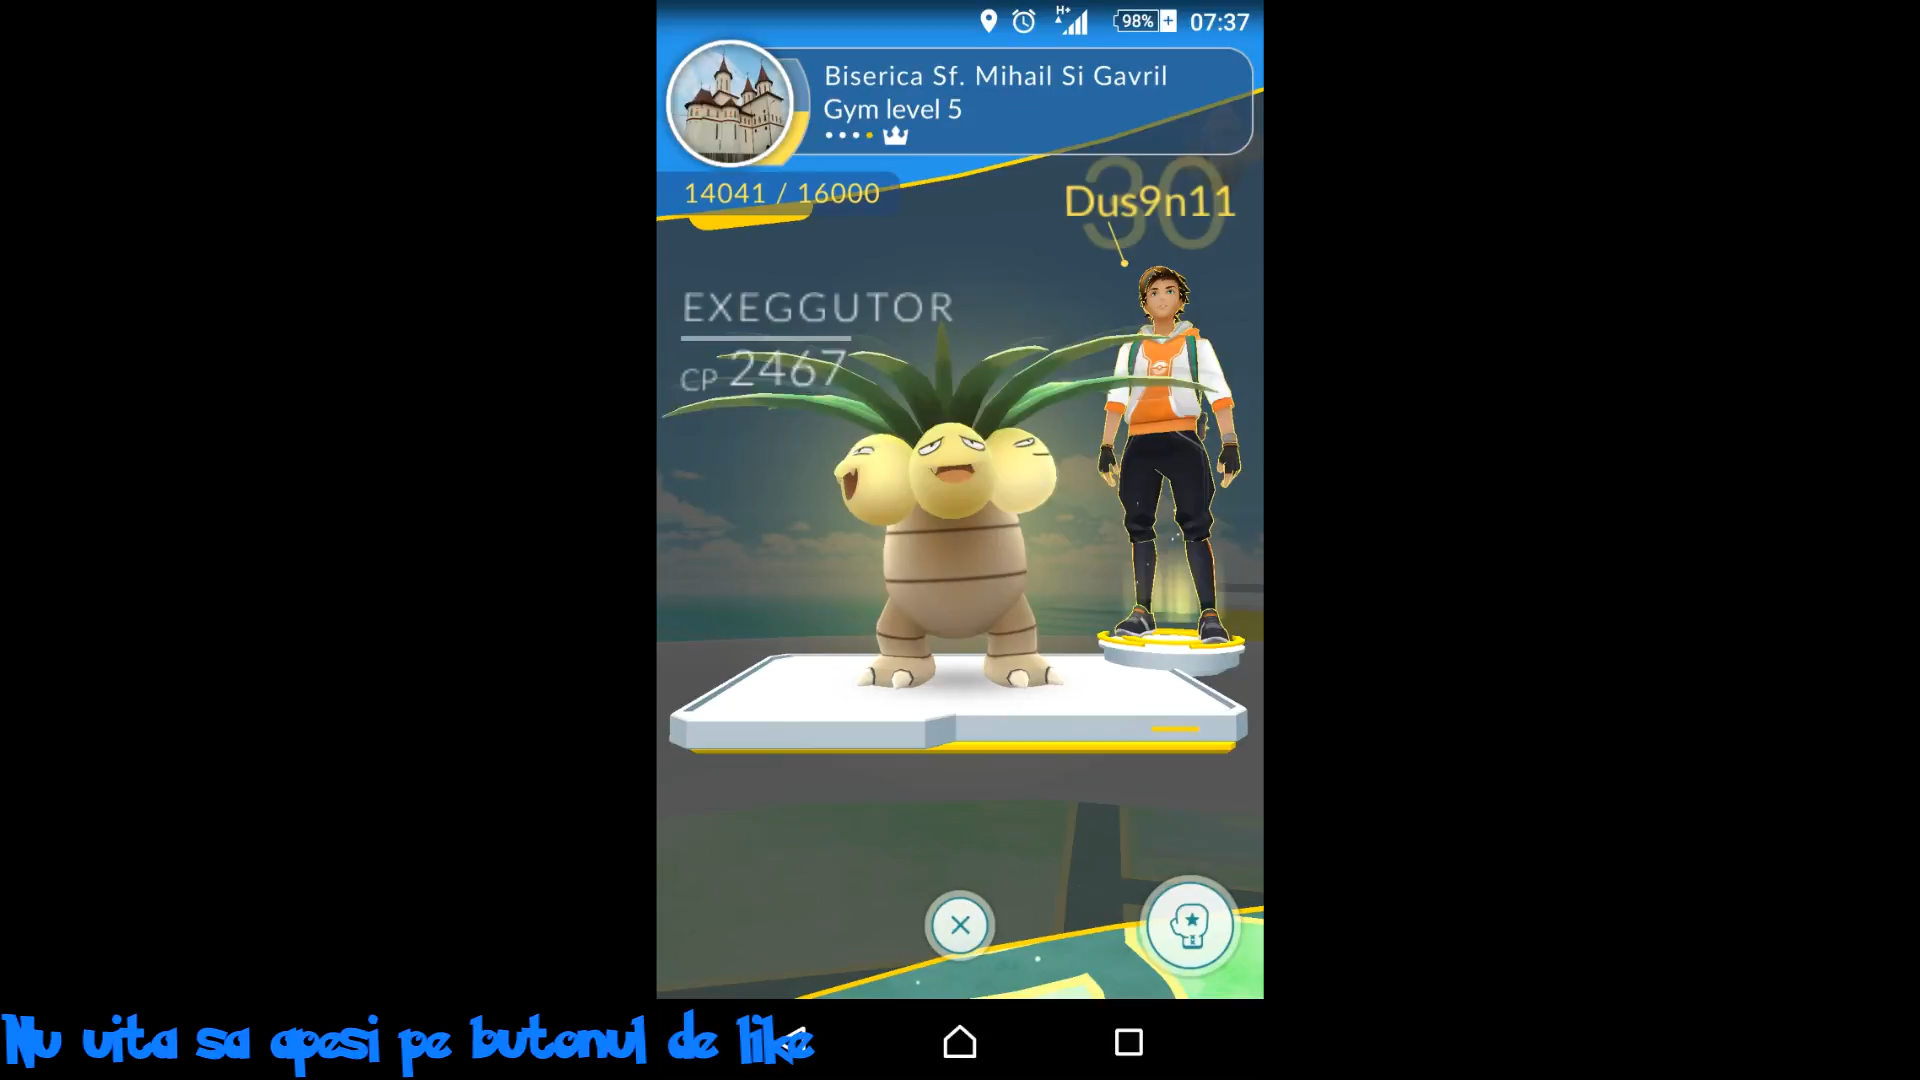 H+
98%
07:37
Biserica Sf. Mihail Si Gavril
Gym level 5
14041 / 16000
30
Dus9n11
EXEGGUTOR
CP 2467
Nu uita sa apesi pe butonul de like